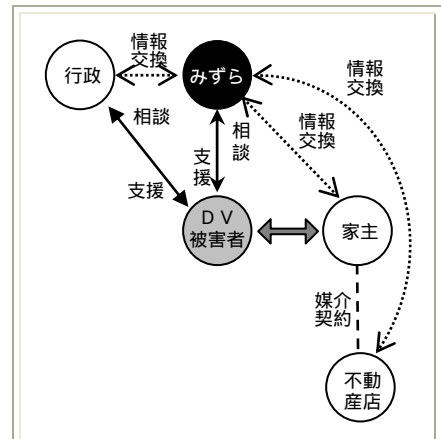 情報
交換
行政
みずら
情報
交換
相談
相談
情報
交換
支援
支援
DV
被害者
家主
媒介
契約
不動
産店